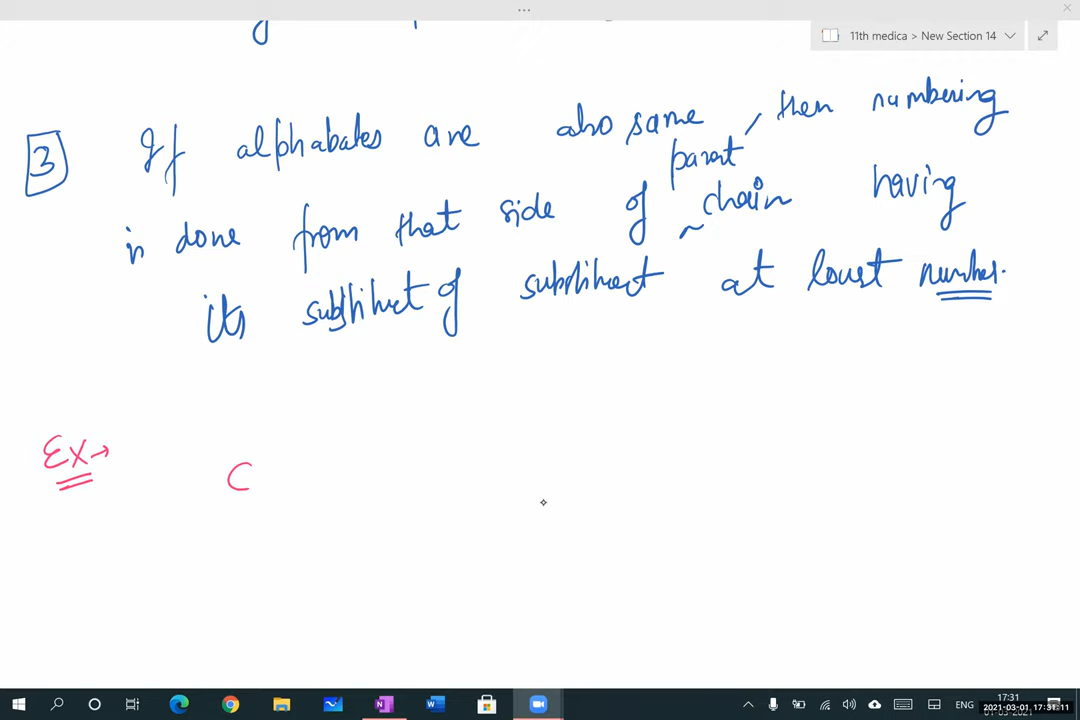 11th medica > New Section 14
3 If alphabates are also same, then numbering
parent
is done from that side of ~ chain having
its substituent of substituent at lowest number.
Ex→ C
17:31
ENG
2021-03-01 17:31:11